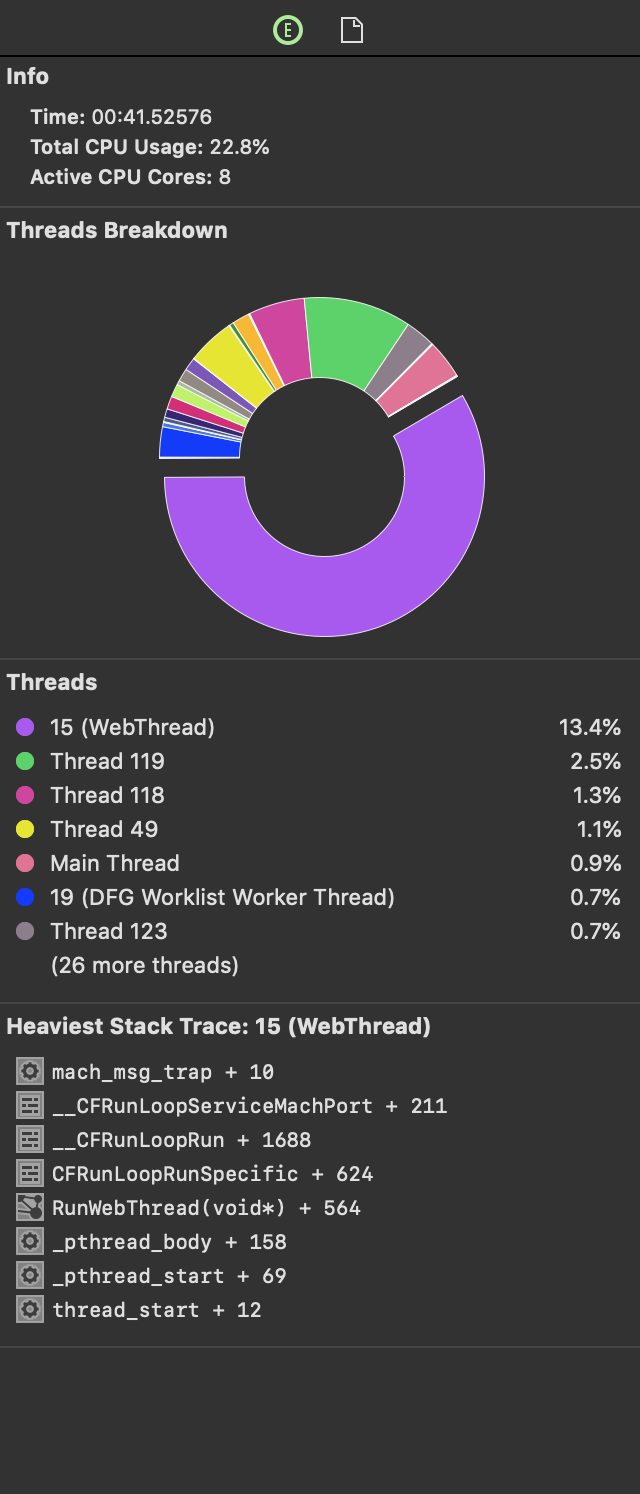 E
Info
Time: 00:41.52576
Total CPU Usage: 22.8%
Active CPU Cores: 8
Threads Breakdown
Threads
15 (WebThread) 13.4%
Thread 119 2.5%
Thread 118 1.3%
Thread 49 1.1%
Main Thread 0.9%
19 (DFG Worklist Worker Thread) 0.7%
Thread 123 0.7%
(26 more threads)
Heaviest Stack Trace: 15 (WebThread)
mach_msg_trap + 10
__CFRunLoopServiceMachPort + 211
__CFRunLoopRun + 1688
CFRunLoopRunSpecific + 624
RunWebThread(void*) + 564
_pthread_body + 158
_pthread_start + 69
thread_start + 12